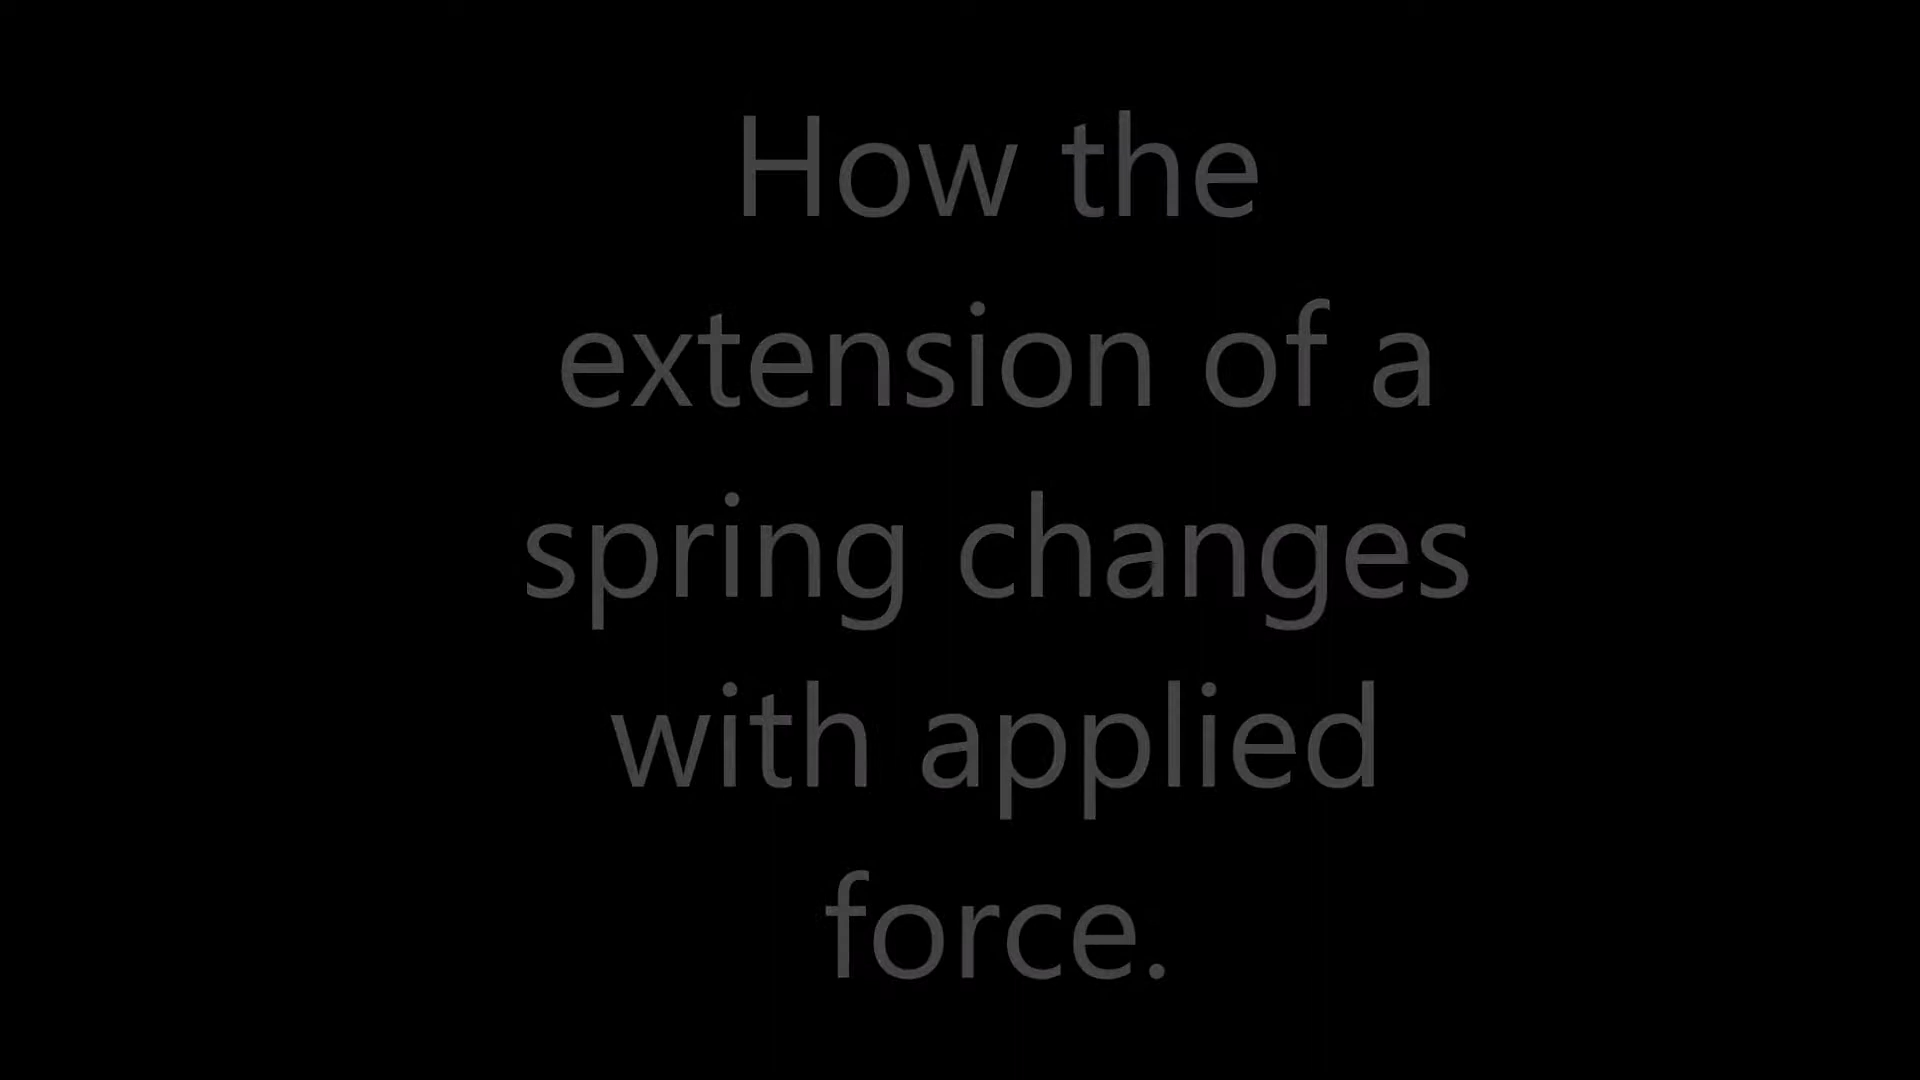 How the
extension of a
spring changes
with applied
force.